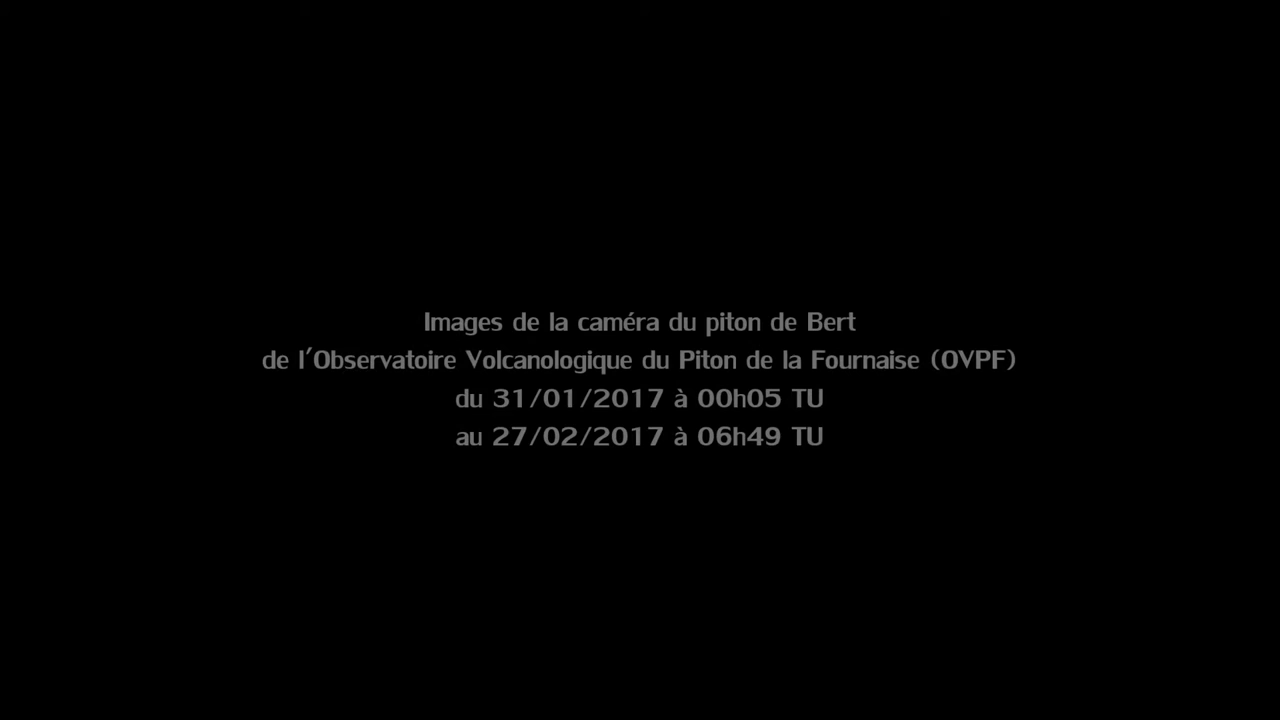 Images de la caméra du piton de Bert
de l'Observatoire Volcanologique du Piton de la Fournaise (OVPF)
du 31/01/2017 à 00h05 TU
au 27/02/2017 à 06h49 TU